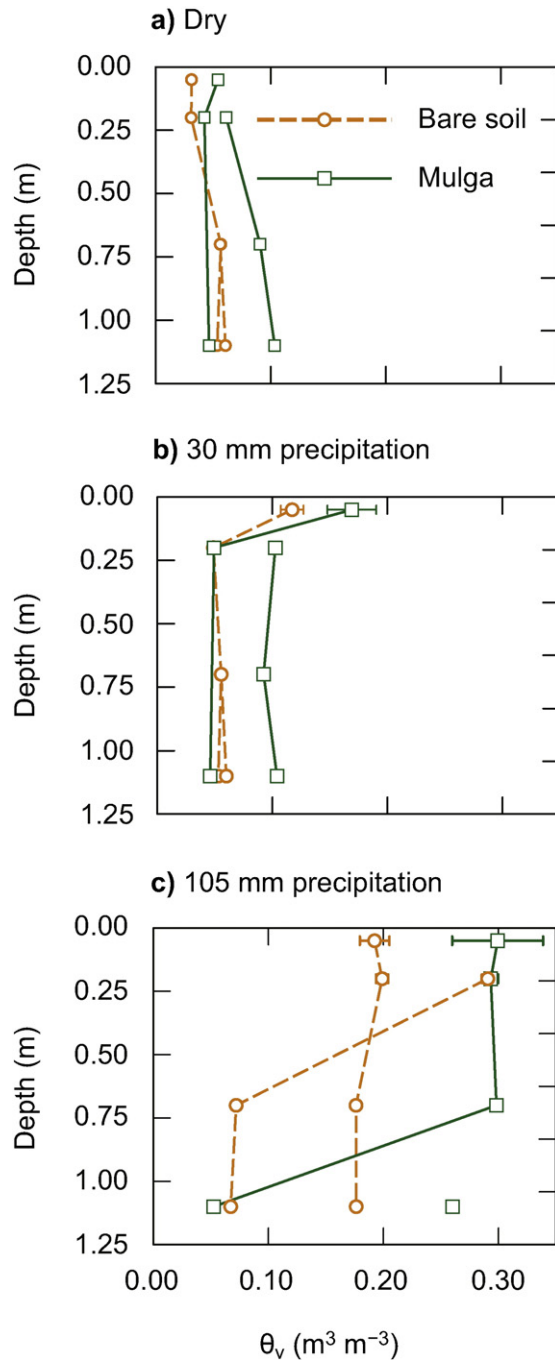 a) Dry
0.00
0.25
0.50
0.75
1.00
1.25
Depth (m)
Bare soil
Mulga
b) 30 mm precipitation
0.00
0.25
0.50
0.75
1.00
1.25
Depth (m)
c) 105 mm precipitation
0.00
0.25
0.50
0.75
1.00
1.25
Depth (m)
0.00 0.10 0.20 0.30
θᵥ (m³ m⁻³)